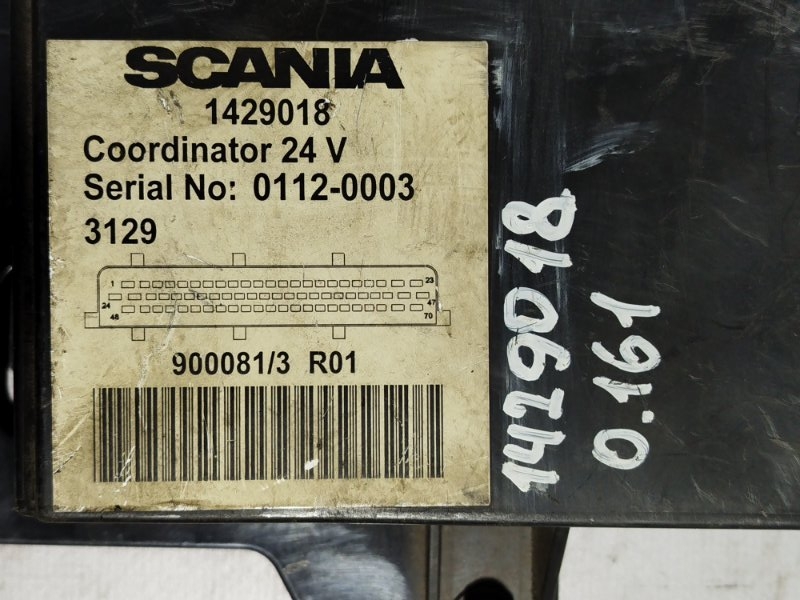 SCANIA
1429018
Coordinator 24 V
Serial No: 0112-0003
3129
1 23
24 47
48 70
900081/3 R01
1429018
0.161